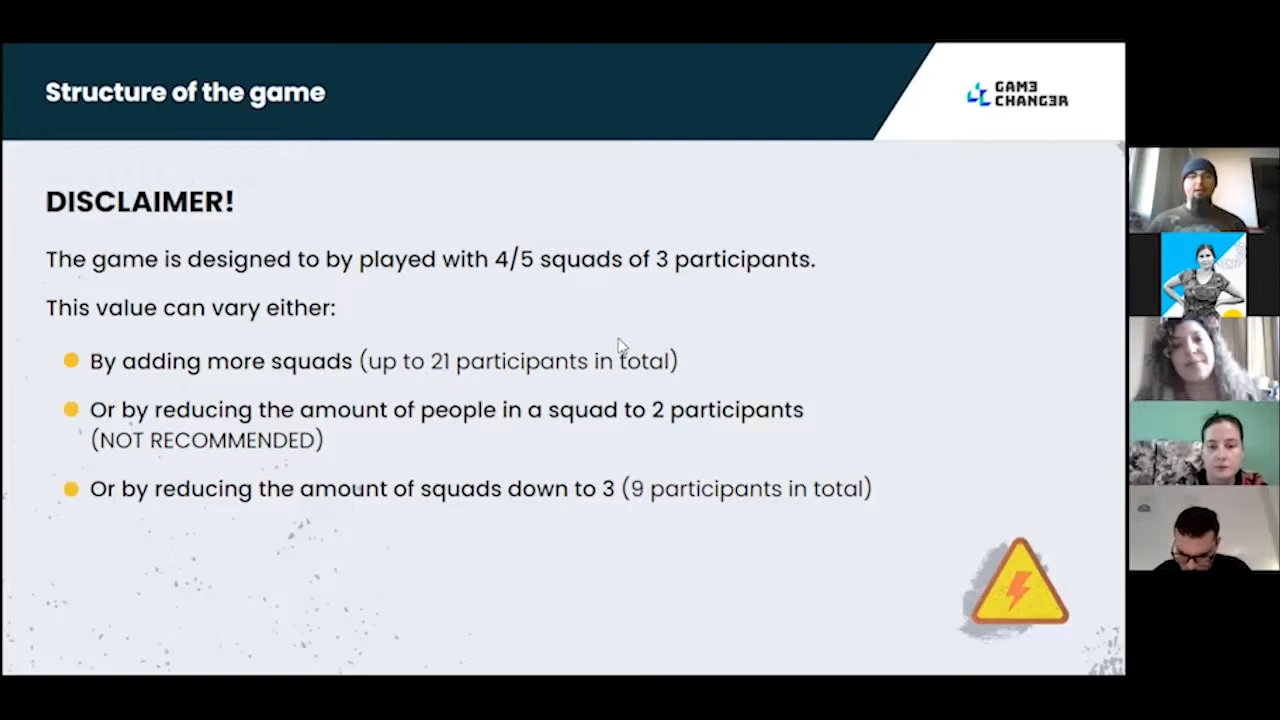 Structure of the game
GAMƎ
CHANGƎR
DISCLAIMER!
The game is designed to by played with 4/5 squads of 3 participants.
This value can vary either:
By adding more squads (up to 21 participants in total)
Or by reducing the amount of people in a squad to 2 participants
(NOT RECOMMENDED)
Or by reducing the amount of squads down to 3 (9 participants in total)